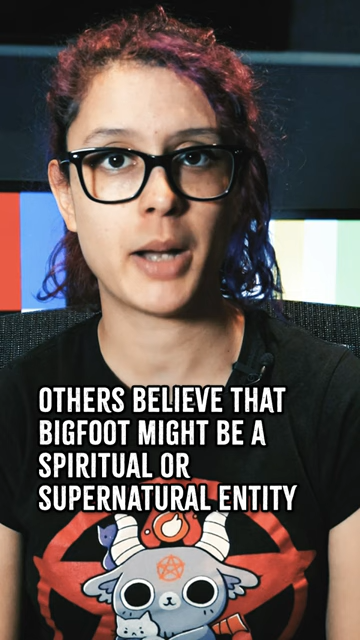 OTHERS BELIEVE THAT
BIGFOOT MIGHT BE A
SPIRITUAL OR
SUPERNATURAL ENTITY